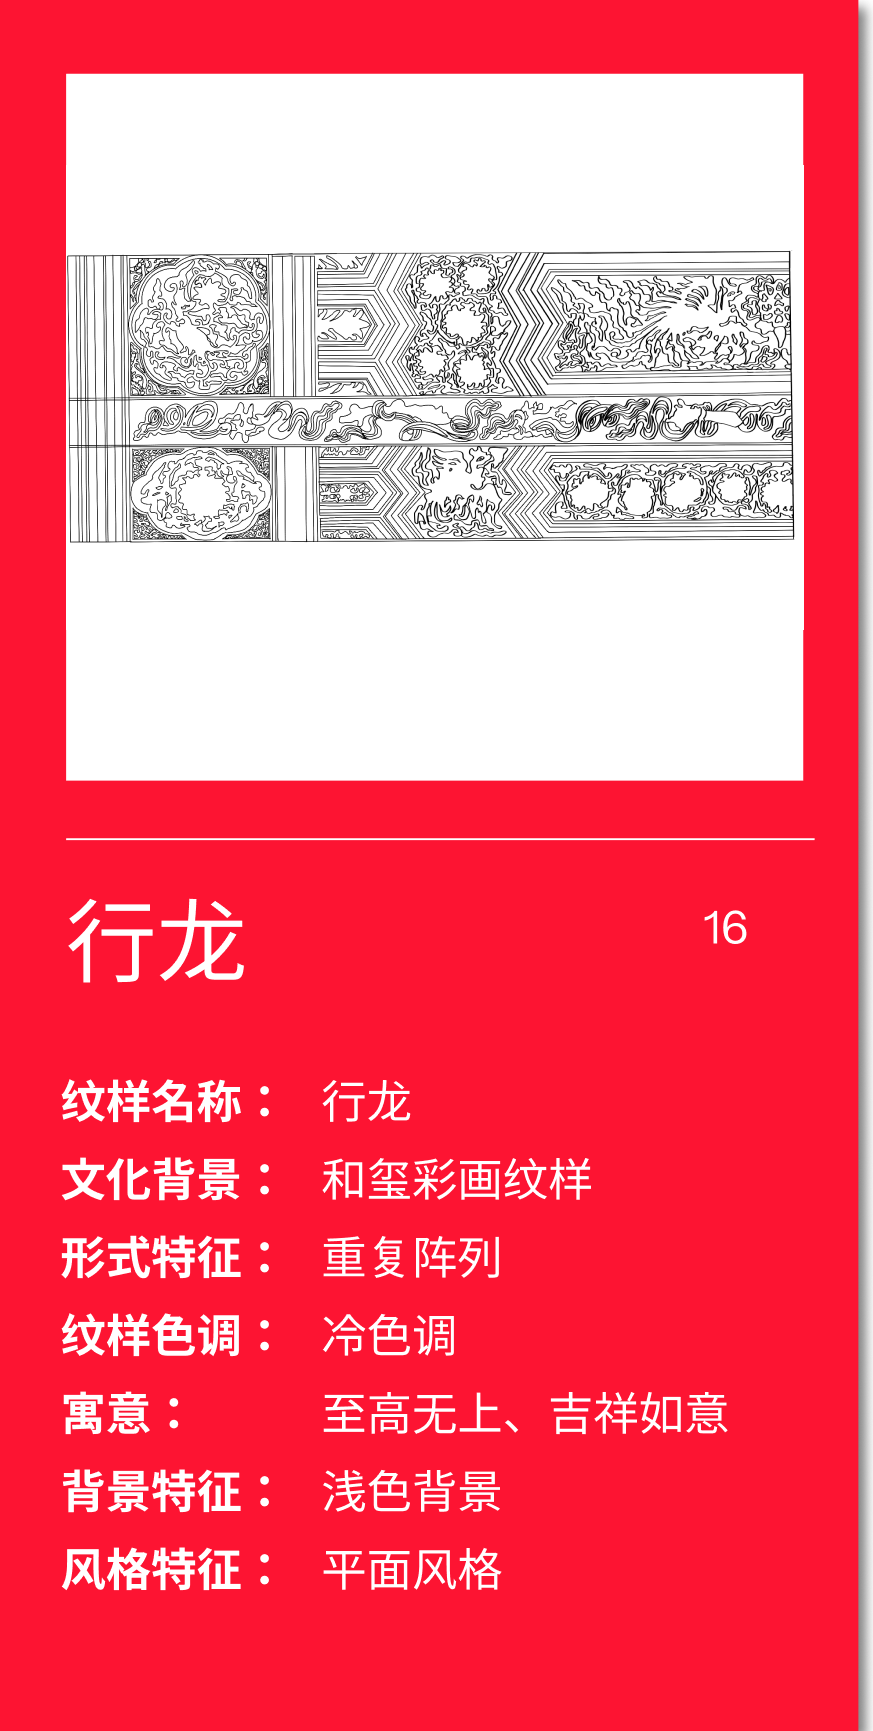 行龙
16
纹样名称： 行龙
文化背景： 和玺彩画纹样
形式特征： 重复阵列
纹样色调： 冷色调
寓意： 至高无上、吉祥如意
背景特征： 浅色背景
风格特征： 平面风格